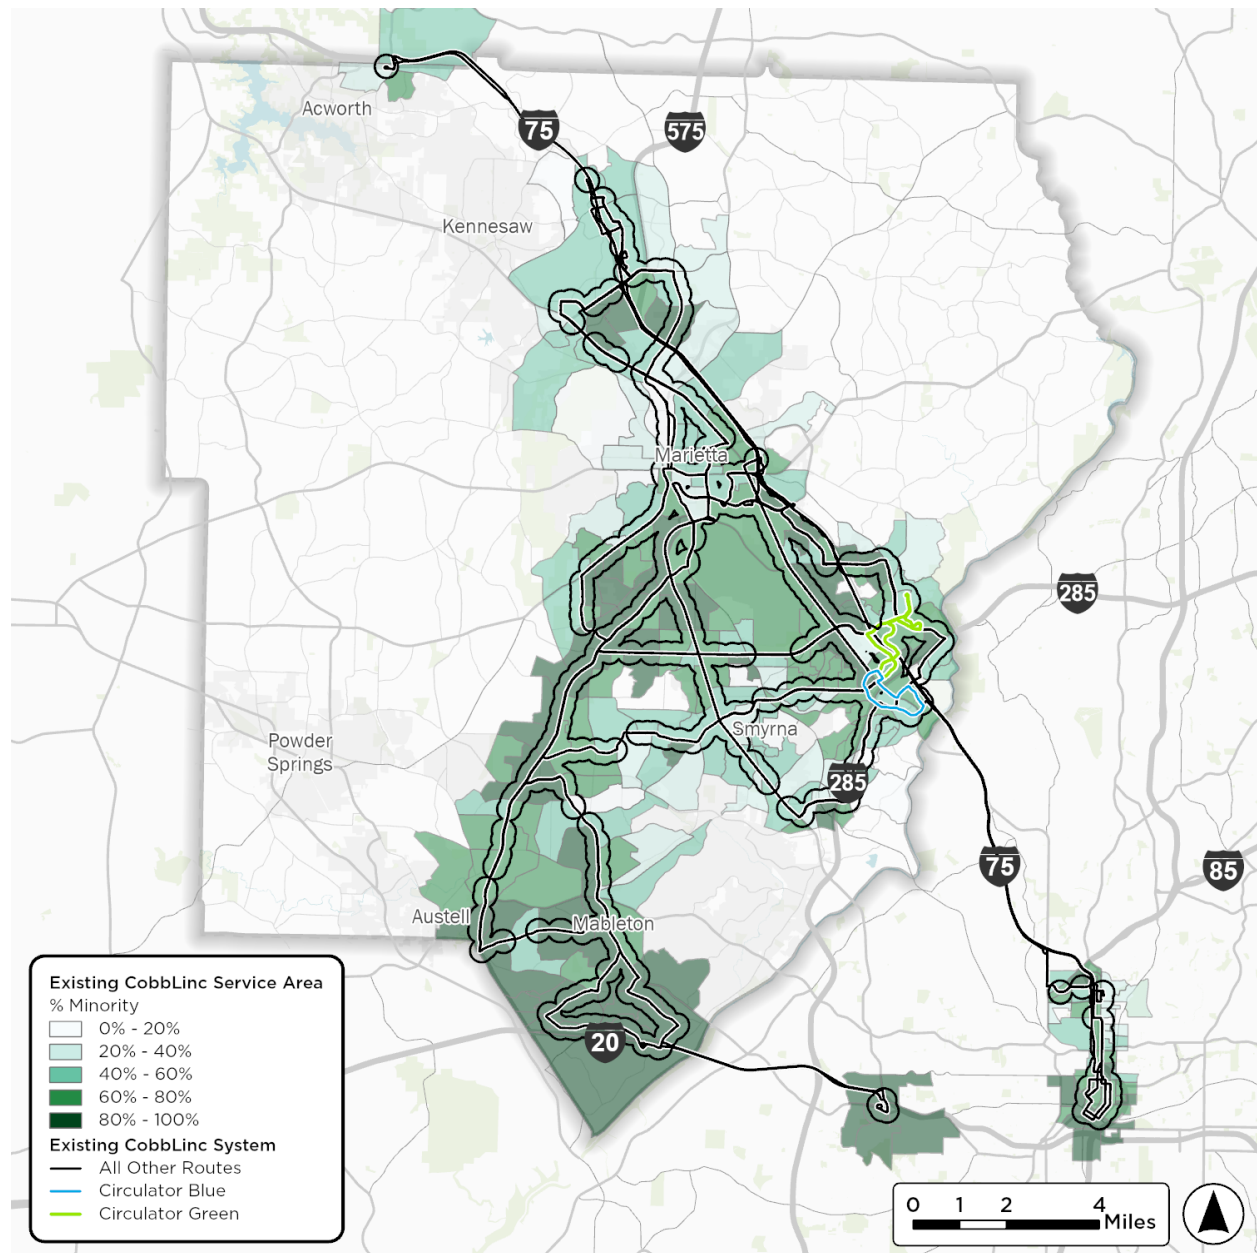 Acworth
75
575
Kennesaw
Marietta
285
Powder
Springs
Smyrna
285
75
85
Austell
Mableton
20
Existing CobbLinc Service Area
% Minority
0% - 20%
20% - 40%
40% - 60%
60% - 80%
80% - 100%
Existing CobbLinc System
All Other Routes
Circulator Blue
Circulator Green
0 1 2 4
Miles